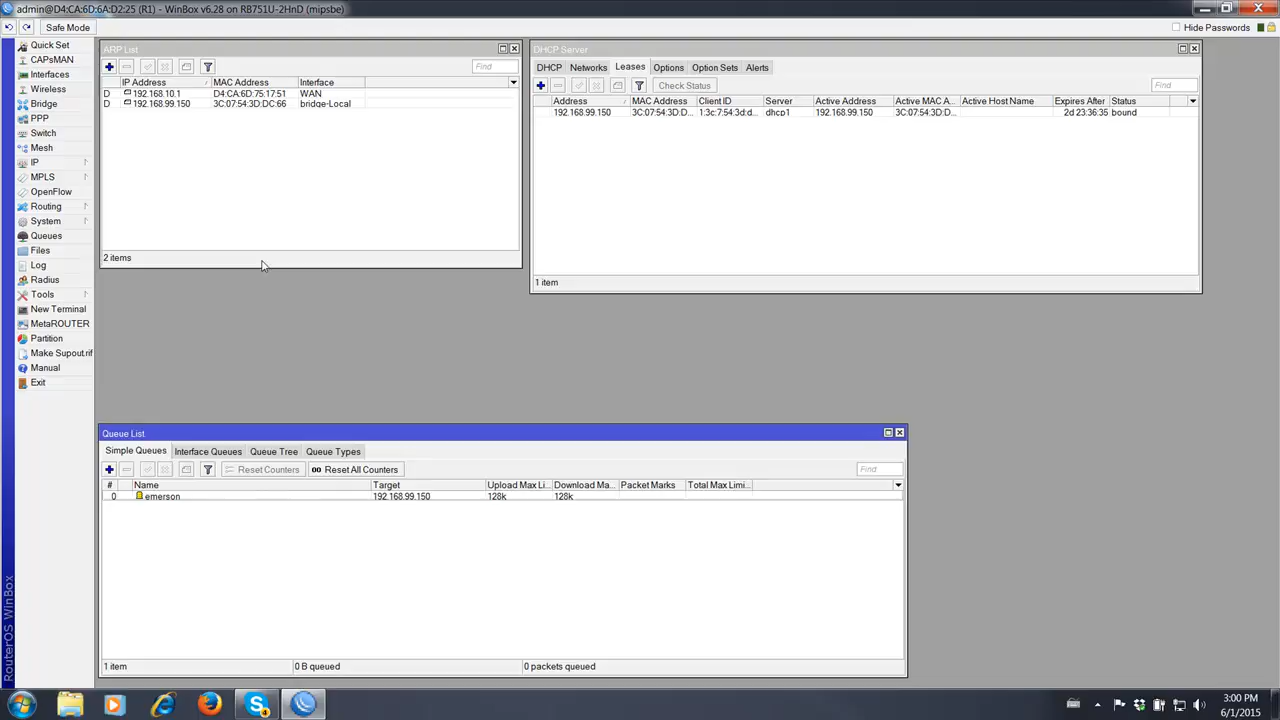 admin@D4:CA:6D:6A:D2:25 (R1) - WinBox v6.28 on RB751U-2HnD (mipsbe)
Safe Mode
Hide Passwords
Quick Set
CAPsMAN
Interfaces
Wireless
Bridge
PPP
Switch
Mesh
IP
MPLS
OpenFlow
Routing
System
Queues
Files
Log
Radius
Tools
New Terminal
MetaROUTER
Partition
Make Supout.rif
Manual
Exit
RouterOS WinBox
ARP List
Find
IP Address MAC Address Interface
D 192.168.10.1 D4:CA:6D:75:17:51 WAN
D 192.168.99.150 3C:07:54:3D:DC:66 bridge-Local
2 items
DHCP Server
DHCP Networks Leases Options Option Sets Alerts
Check Status
Find
Address MAC Address Client ID Server Active Address Active MAC A... Active Host Name Expires After Status
192.168.99.150 3C:07:54:3D:D... 1:3c:7:54:3d:d... dhcp1 192.168.99.150 3C:07:54:3D:D... 2d 23:36:35 bound
1 item
Queue List
Simple Queues Interface Queues Queue Tree Queue Types
Reset Counters 00 Reset All Counters
Find
# Name Target Upload Max Li... Download Ma... Packet Marks Total Max Limi...
0 emerson 192.168.99.150 128k 128k
1 item 0 B queued 0 packets queued
3:00 PM
6/1/2015